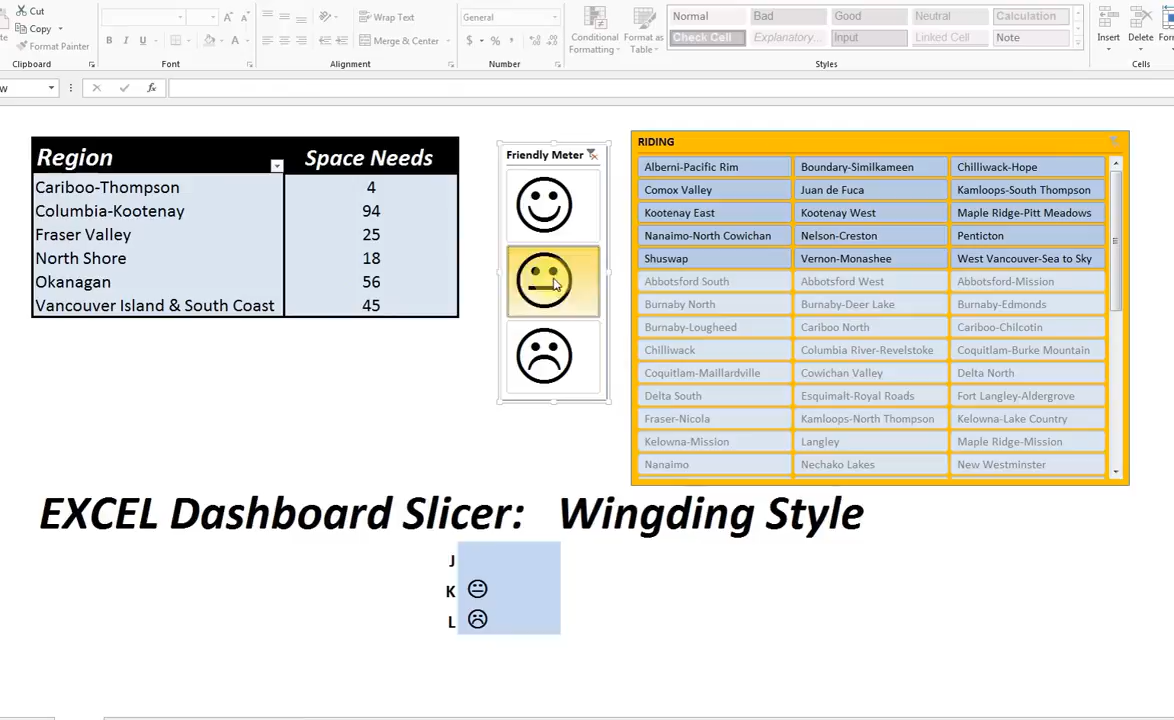 Cut
Copy
Format Painter
Clipboard
B I U
Font
Wrap Text
Merge & Center
Alignment
General
$ % ,
Number
Conditional
Formatting
Format as
Table
Normal
Bad
Good
Neutral
Calculation
Check Cell
Explanatory...
Input
Linked Cell
Note
Styles
Insert
Delete
Cells
fx
Region Space Needs
Cariboo-Thompson 4
Columbia-Kootenay 94
Fraser Valley 25
North Shore 18
Okanagan 56
Vancouver Island & South Coast 45
Friendly Meter
RIDING
Alberni-Pacific Rim Boundary-Similkameen Chilliwack-Hope
Comox Valley Juan de Fuca Kamloops-South Thompson
Kootenay East Kootenay West Maple Ridge-Pitt Meadows
Nanaimo-North Cowichan Nelson-Creston Penticton
Shuswap Vernon-Monashee West Vancouver-Sea to Sky
Abbotsford South Abbotsford West Abbotsford-Mission
Burnaby North Burnaby-Deer Lake Burnaby-Edmonds
Burnaby-Lougheed Cariboo North Cariboo-Chilcotin
Chilliwack Columbia River-Revelstoke Coquitlam-Burke Mountain
Coquitlam-Maillardville Cowichan Valley Delta North
Delta South Esquimalt-Royal Roads Fort Langley-Aldergrove
Fraser-Nicola Kamloops-North Thompson Kelowna-Lake Country
Kelowna-Mission Langley Maple Ridge-Mission
Nanaimo Nechako Lakes New Westminster
EXCEL Dashboard Slicer: Wingding Style
J
K
L